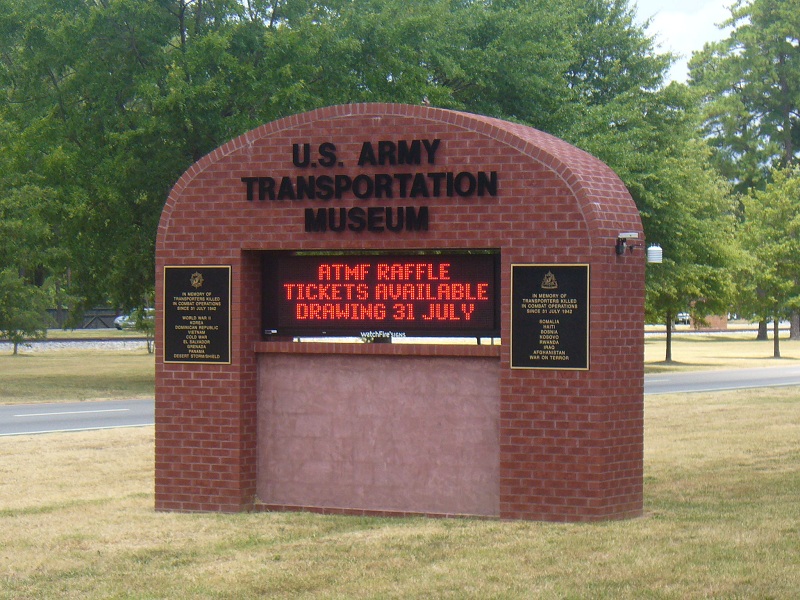 U.S. ARMY
TRANSPORTATION
MUSEUM
ATMF RAFFLE
TICKETS AVAILABLE
DRAWING 31 JULY
watchFire SIGNS
IN MEMORY OF
TRANSPORTERS KILLED
IN COMBAT OPERATIONS
SINCE 31 JULY 1942
WORLD WAR II
KOREA
DOMINICAN REPUBLIC
VIETNAM
COLD WAR
EL SALVADOR
GRENADA
PANAMA
DESERT STORM/SHIELD
IN MEMORY OF
TRANSPORTERS KILLED
IN COMBAT OPERATIONS
SINCE 31 JULY 1942
SOMALIA
HAITI
BOSNIA
KOSOVO
RWANDA
IRAQ
AFGHANISTAN
WAR ON TERROR